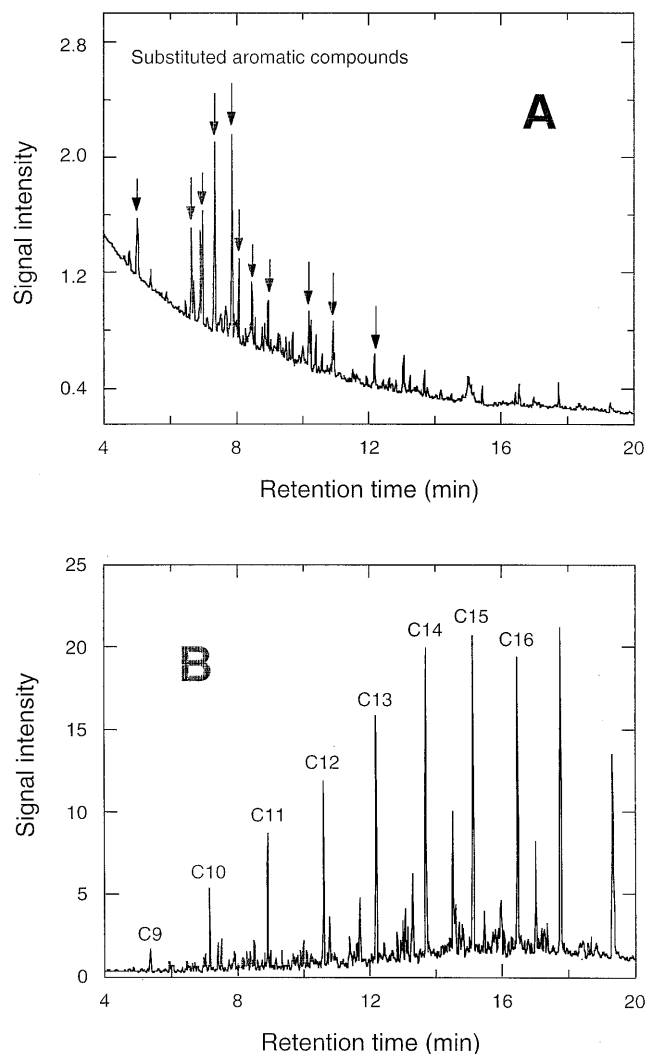 2.8
Substituted aromatic compounds
A
2.0
Signal intensity
1.2
0.4
4 8 12 16 20
Retention time (min)
25
20
C14 C15 C16
B
C13
15
Signal intensity
C12
10
C11
C10
5
C9
0
4 8 12 16 20
Retention time (min)